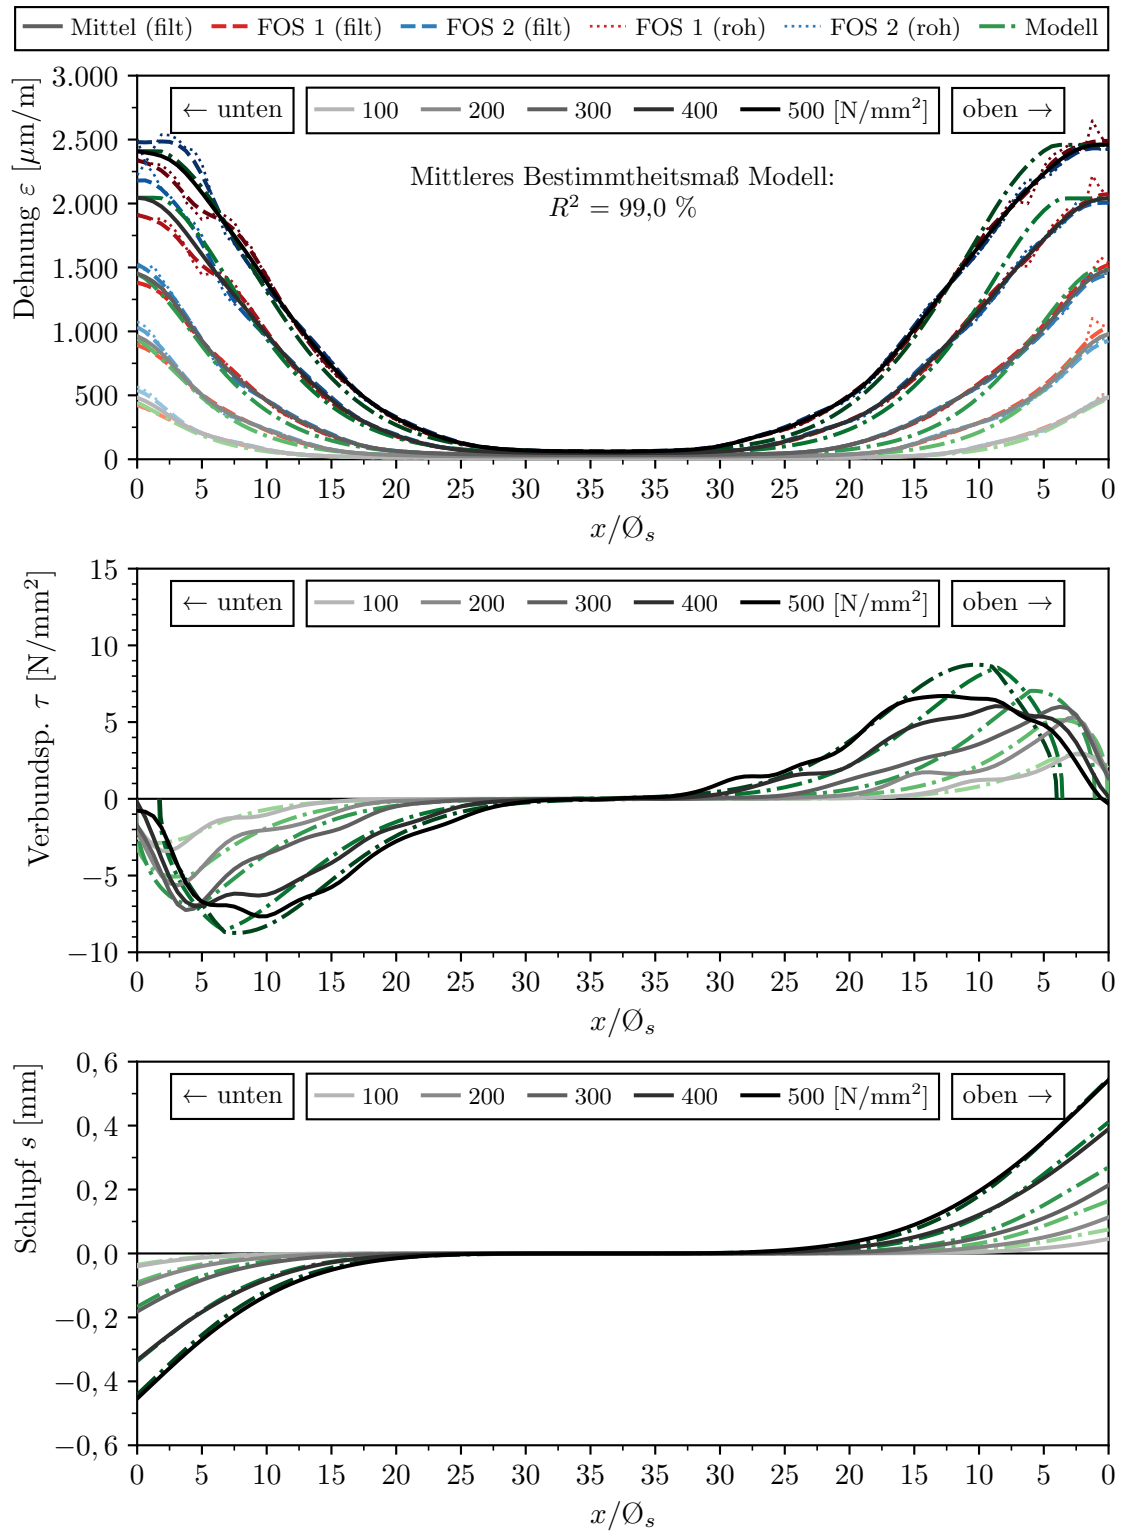 Mittel (filt) FOS 1 (filt) FOS 2 (filt) FOS 1 (roh) FOS 2 (roh) Modell
3.000
2.500
2.000
1.500
1.000
500
0
Dehnung ε [µm/m]
← unten
100 200 300 400 500 [N/mm²]
oben →
Mittleres Bestimmtheitsmaß Modell:
R² = 99,0 %
0 5 10 15 20 25 30 35 30 25 20 15 10 5 0
x/Øₛ
15
10
5
0
−5
−10
Verbundsp. τ [N/mm²]
← unten
100 200 300 400 500 [N/mm²]
oben →
0 5 10 15 20 25 30 35 30 25 20 15 10 5 0
x/Øₛ
0,6
0,4
0,2
0,0
−0,2
−0,4
−0,6
Schlupf s [mm]
← unten
100 200 300 400 500 [N/mm²]
oben →
0 5 10 15 20 25 30 35 30 25 20 15 10 5 0
x/Øₛ